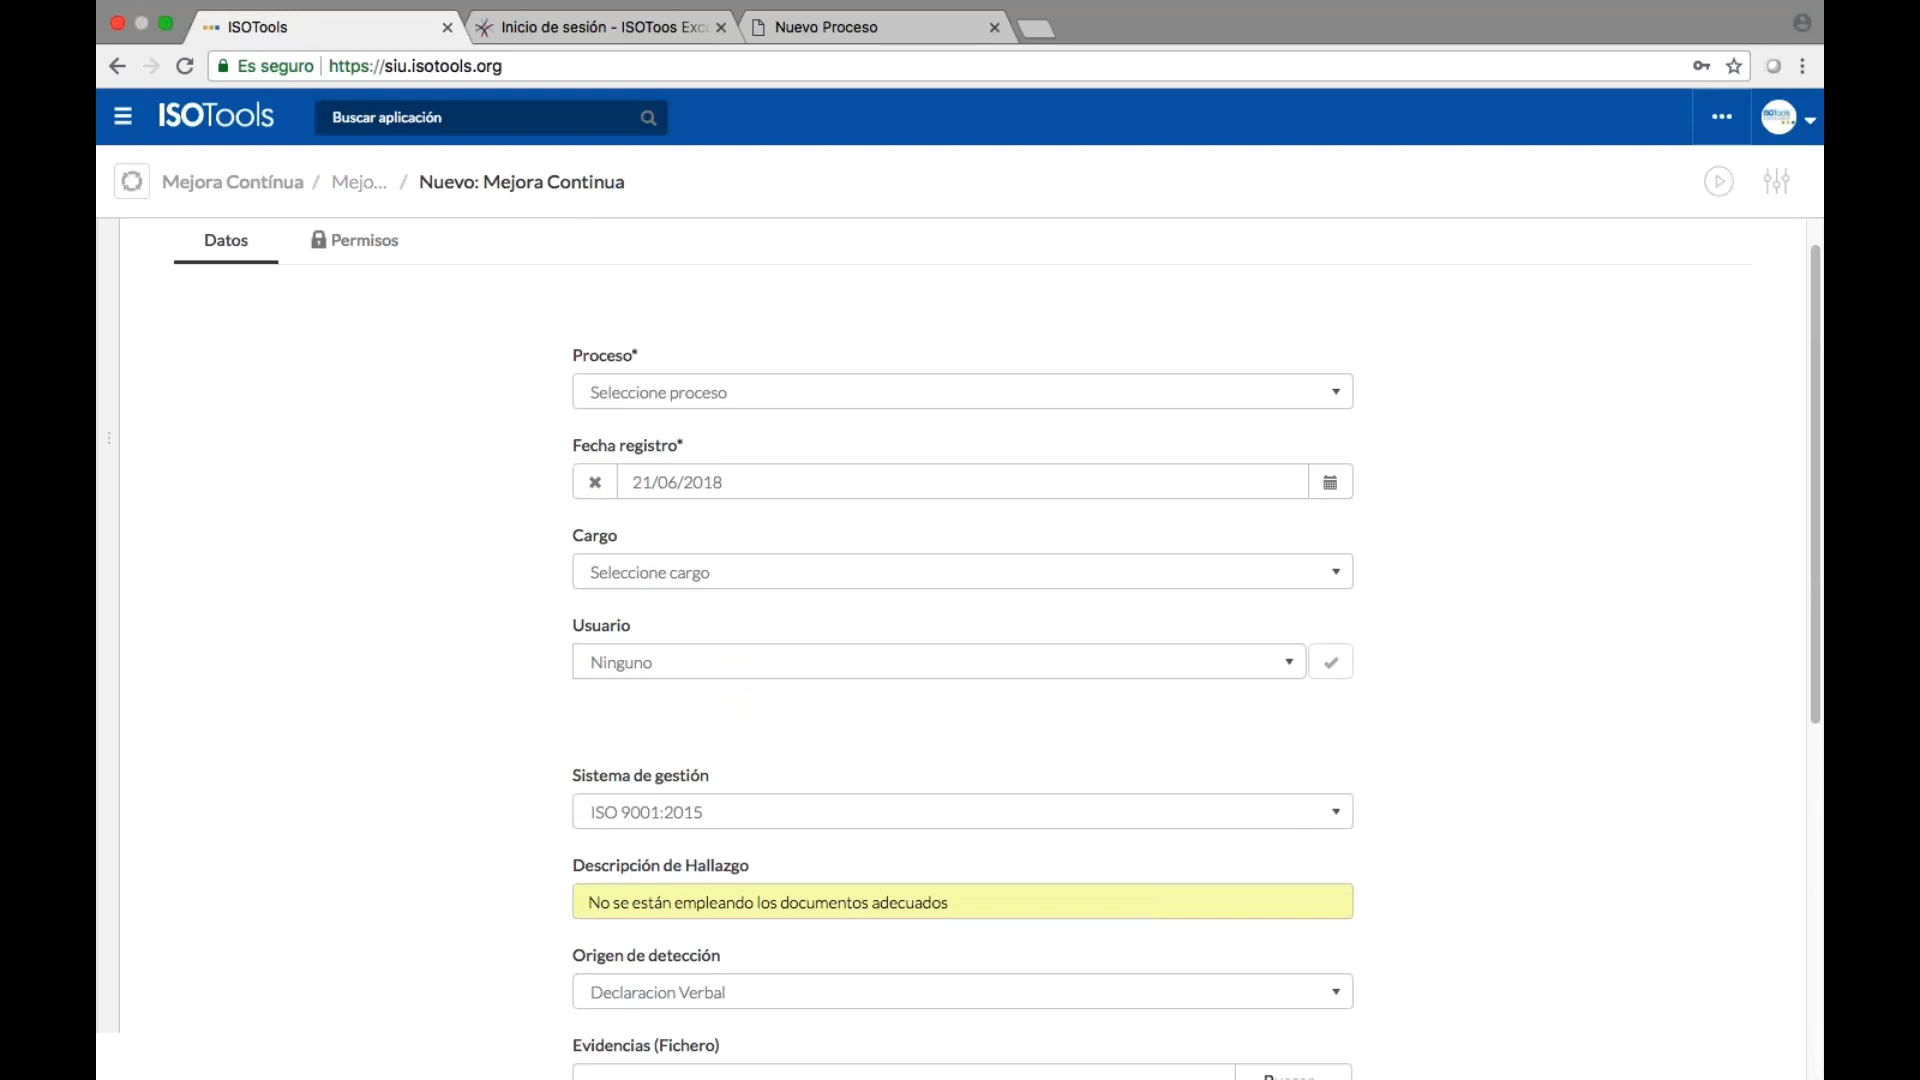 ISOTools
Inicio de sesión - ISOToos Exc
Nuevo Proceso
Es seguro
https://siu.isotools.org
ISOTools
Buscar aplicación
Mejora Contínua / Mejo... / Nuevo: Mejora Continua
Datos
Permisos
Proceso*
Seleccione proceso
Fecha registro*
21/06/2018
Cargo
Seleccione cargo
Usuario
Ninguno
Sistema de gestión
ISO 9001:2015
Descripción de Hallazgo
No se están empleando los documentos adecuados
Origen de detección
Declaracion Verbal
Evidencias (Fichero)